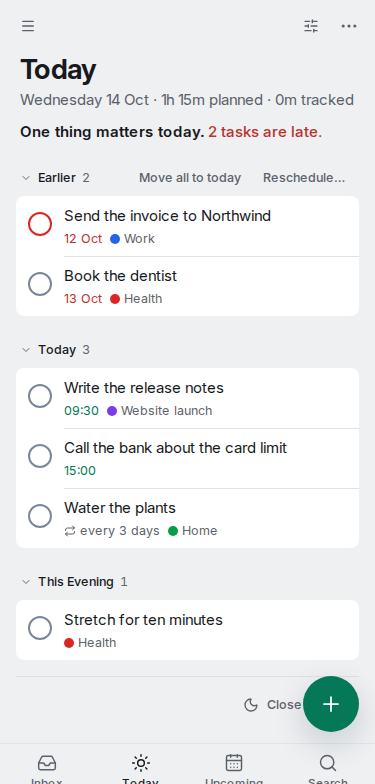 Today
Wednesday 14 Oct · 1h 15m planned · 0m tracked
One thing matters today. 2 tasks are late.
Earlier 2 Move all to today Reschedule...
Send the invoice to Northwind
12 Oct Work
Book the dentist
13 Oct Health
Today 3
Write the release notes
09:30 Website launch
Call the bank about the card limit
15:00
Water the plants
every 3 days Home
This Evening 1
Stretch for ten minutes
Health
Close
Inbox Today Upcoming Search